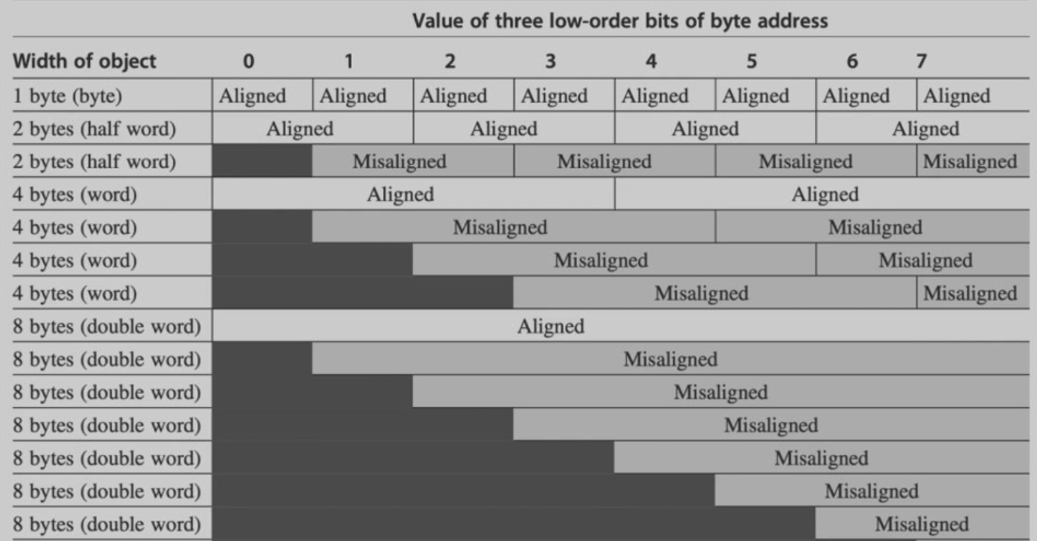 Value of three low-order bits of byte address
Width of object 0 1 2 3 4 5 6 7
1 byte (byte) Aligned Aligned Aligned Aligned Aligned Aligned Aligned Aligned
2 bytes (half word) Aligned Aligned Aligned Aligned
2 bytes (half word) Misaligned Misaligned Misaligned Misaligned
4 bytes (word) Aligned Aligned
4 bytes (word) Misaligned Misaligned
4 bytes (word) Misaligned Misaligned
4 bytes (word) Misaligned Misaligned
8 bytes (double word) Aligned
8 bytes (double word) Misaligned
8 bytes (double word) Misaligned
8 bytes (double word) Misaligned
8 bytes (double word) Misaligned
8 bytes (double word) Misaligned
8 bytes (double word) Misaligned